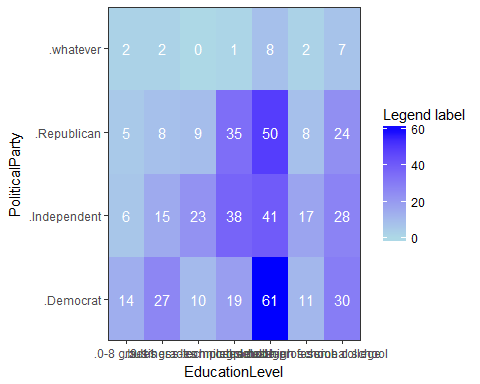 .whatever 2 2 0 1 8 2 7
.Republican 5 8 9 35 50 8 24
.Independent 6 15 23 38 41 17 28
.Democrat 14 27 10 19 61 11 30
.0-8
college
EducationLevel
PoliticalParty
Legend label
60
40
20
0